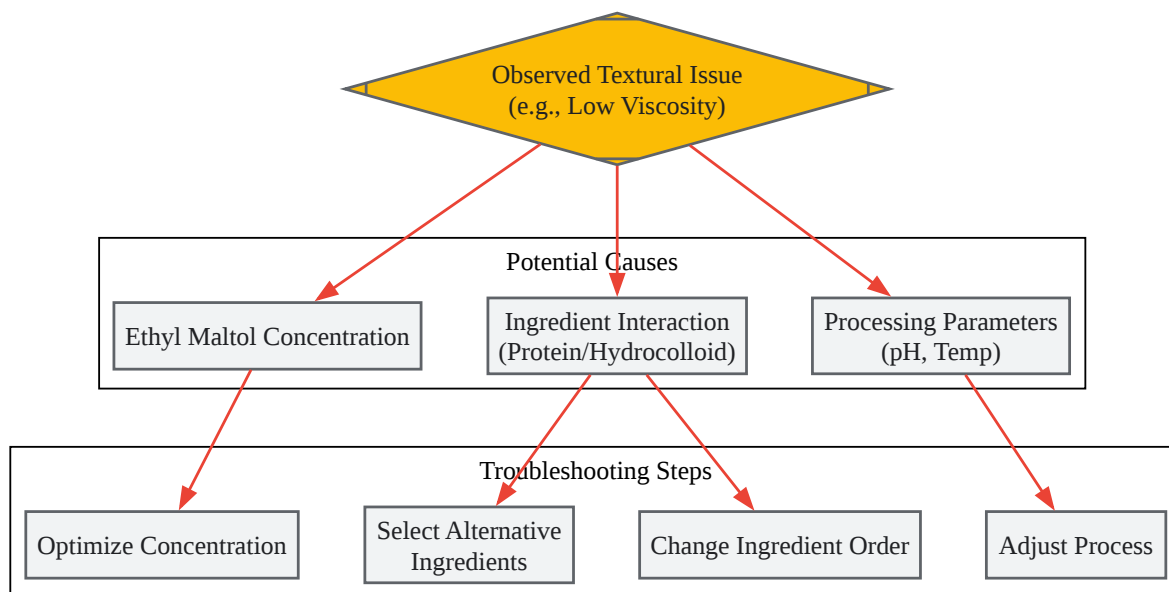 Observed Textural Issue
(e.g., Low Viscosity)
Potential Causes
Ethyl Maltol Concentration
Ingredient Interaction
(Protein/Hydrocolloid)
Processing Parameters
(pH, Temp)
Troubleshooting Steps
Optimize Concentration
Select Alternative
Ingredients
Change Ingredient Order
Adjust Process